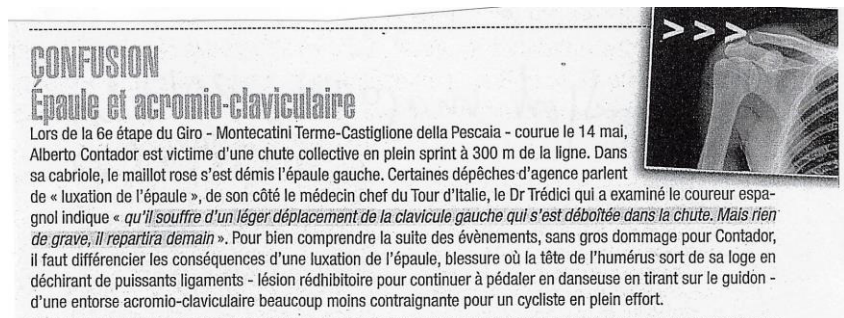 > > >
CONFUSION
Épaule et acromio-claviculaire
Lors de la 6e étape du Giro - Montecatini Terme-Castiglione della Pescaia - courue le 14 mai,
Alberto Contador est victime d'une chute collective en plein sprint à 300 m de la ligne. Dans
sa cabriole, le maillot rose s'est démis l'épaule gauche. Certaines dépêches d'agence parlent
de « luxation de l'épaule », de son côté le médecin chef du Tour d'Italie, le Dr Trédici qui a examiné le coureur espa-
gnol indique « qu'il souffre d'un léger déplacement de la clavicule gauche qui s'est déboîtée dans la chute. Mais rien
de grave, il repartira demain ». Pour bien comprendre la suite des évènements, sans gros dommage pour Contador,
il faut différencier les conséquences d'une luxation de l'épaule, blessure où la tête de l'humérus sort de sa loge en
déchirant de puissants ligaments - lésion rédhibitoire pour continuer à pédaler en danseuse en tirant sur le guidon -
d'une entorse acromio-claviculaire beaucoup moins contraignante pour un cycliste en plein effort.